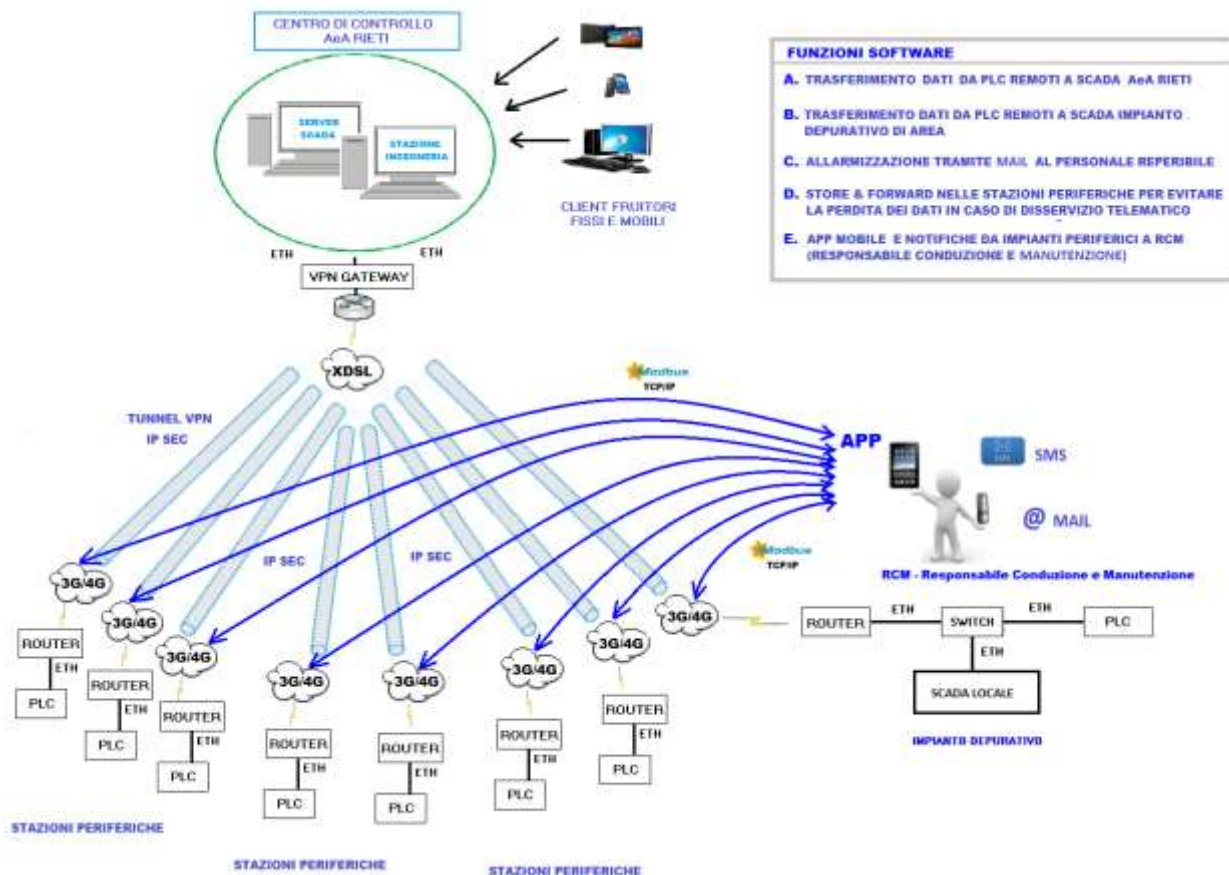 CENTRO DI CONTROLLO
AeA RIETI
SERVER
SCADA
STAZIONE
INGEGNERIA
CLIENT FRUITORI
FISSI E MOBILI
FUNZIONI SOFTWARE
A. TRASFERIMENTO DATI DA PLC REMOTI A SCADA AeA RIETI
B. TRASFERIMENTO DATI DA PLC REMOTI A SCADA IMPIANTO
DEPURATIVO DI AREA
C. ALLARMIZZAZIONE TRAMITE MAIL AL PERSONALE REPERIBILE
D. STORE & FORWARD NELLE STAZIONI PERIFERICHE PER EVITARE
LA PERDITA DEI DATI IN CASO DI DISSERVIZIO TELEMATICO
E. APP MOBILE E NOTIFICHE DA IMPIANTI PERIFERICI A RCM
(RESPONSABILE CONDUZIONE E MANUTENZIONE)
ETH
ETH
VPN GATEWAY
XDSL
Modbus
TCP/IP
TUNNEL VPN
IP SEC
APP
SMS
@ MAIL
IP SEC
IP SEC
Modbus
TCP/IP
RCM - Responsabile Conduzione e Manutenzione
3G/4G
3G/4G
3G/4G
3G/4G
3G/4G
3G/4G
3G/4G
3G/4G
ROUTER
ETH
SWITCH
ETH
PLC
ETH
SCADA LOCALE
IMPIANTO DEPURATIVO
ROUTER
ETH
PLC
ROUTER
ETH
PLC
ROUTER
ETH
PLC
ROUTER
ETH
PLC
ROUTER
ETH
PLC
ROUTER
ETH
PLC
ROUTER
ETH
PLC
STAZIONI PERIFERICHE
STAZIONI PERIFERICHE
STAZIONI PERIFERICHE